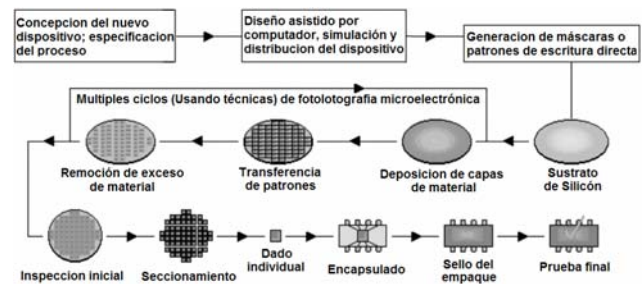 Concepcion del nuevo
dispositivo; especificacion
del proceso
Diseño asistido por
computador, simulación y
distribucion del dispositivo
Generacion de máscaras o
patrones de escritura directa
Multiples ciclos (Usando técnicas) de fotolotografia microelectrónica
Remoción de exceso
de material
Transferencia
de patrones
Deposicion de capas
de material
Sustrato
de Silicón
Inspeccion inicial
Seccionamiento
Dado
individual
Encapsulado
Sello del
empaque
Prueba final